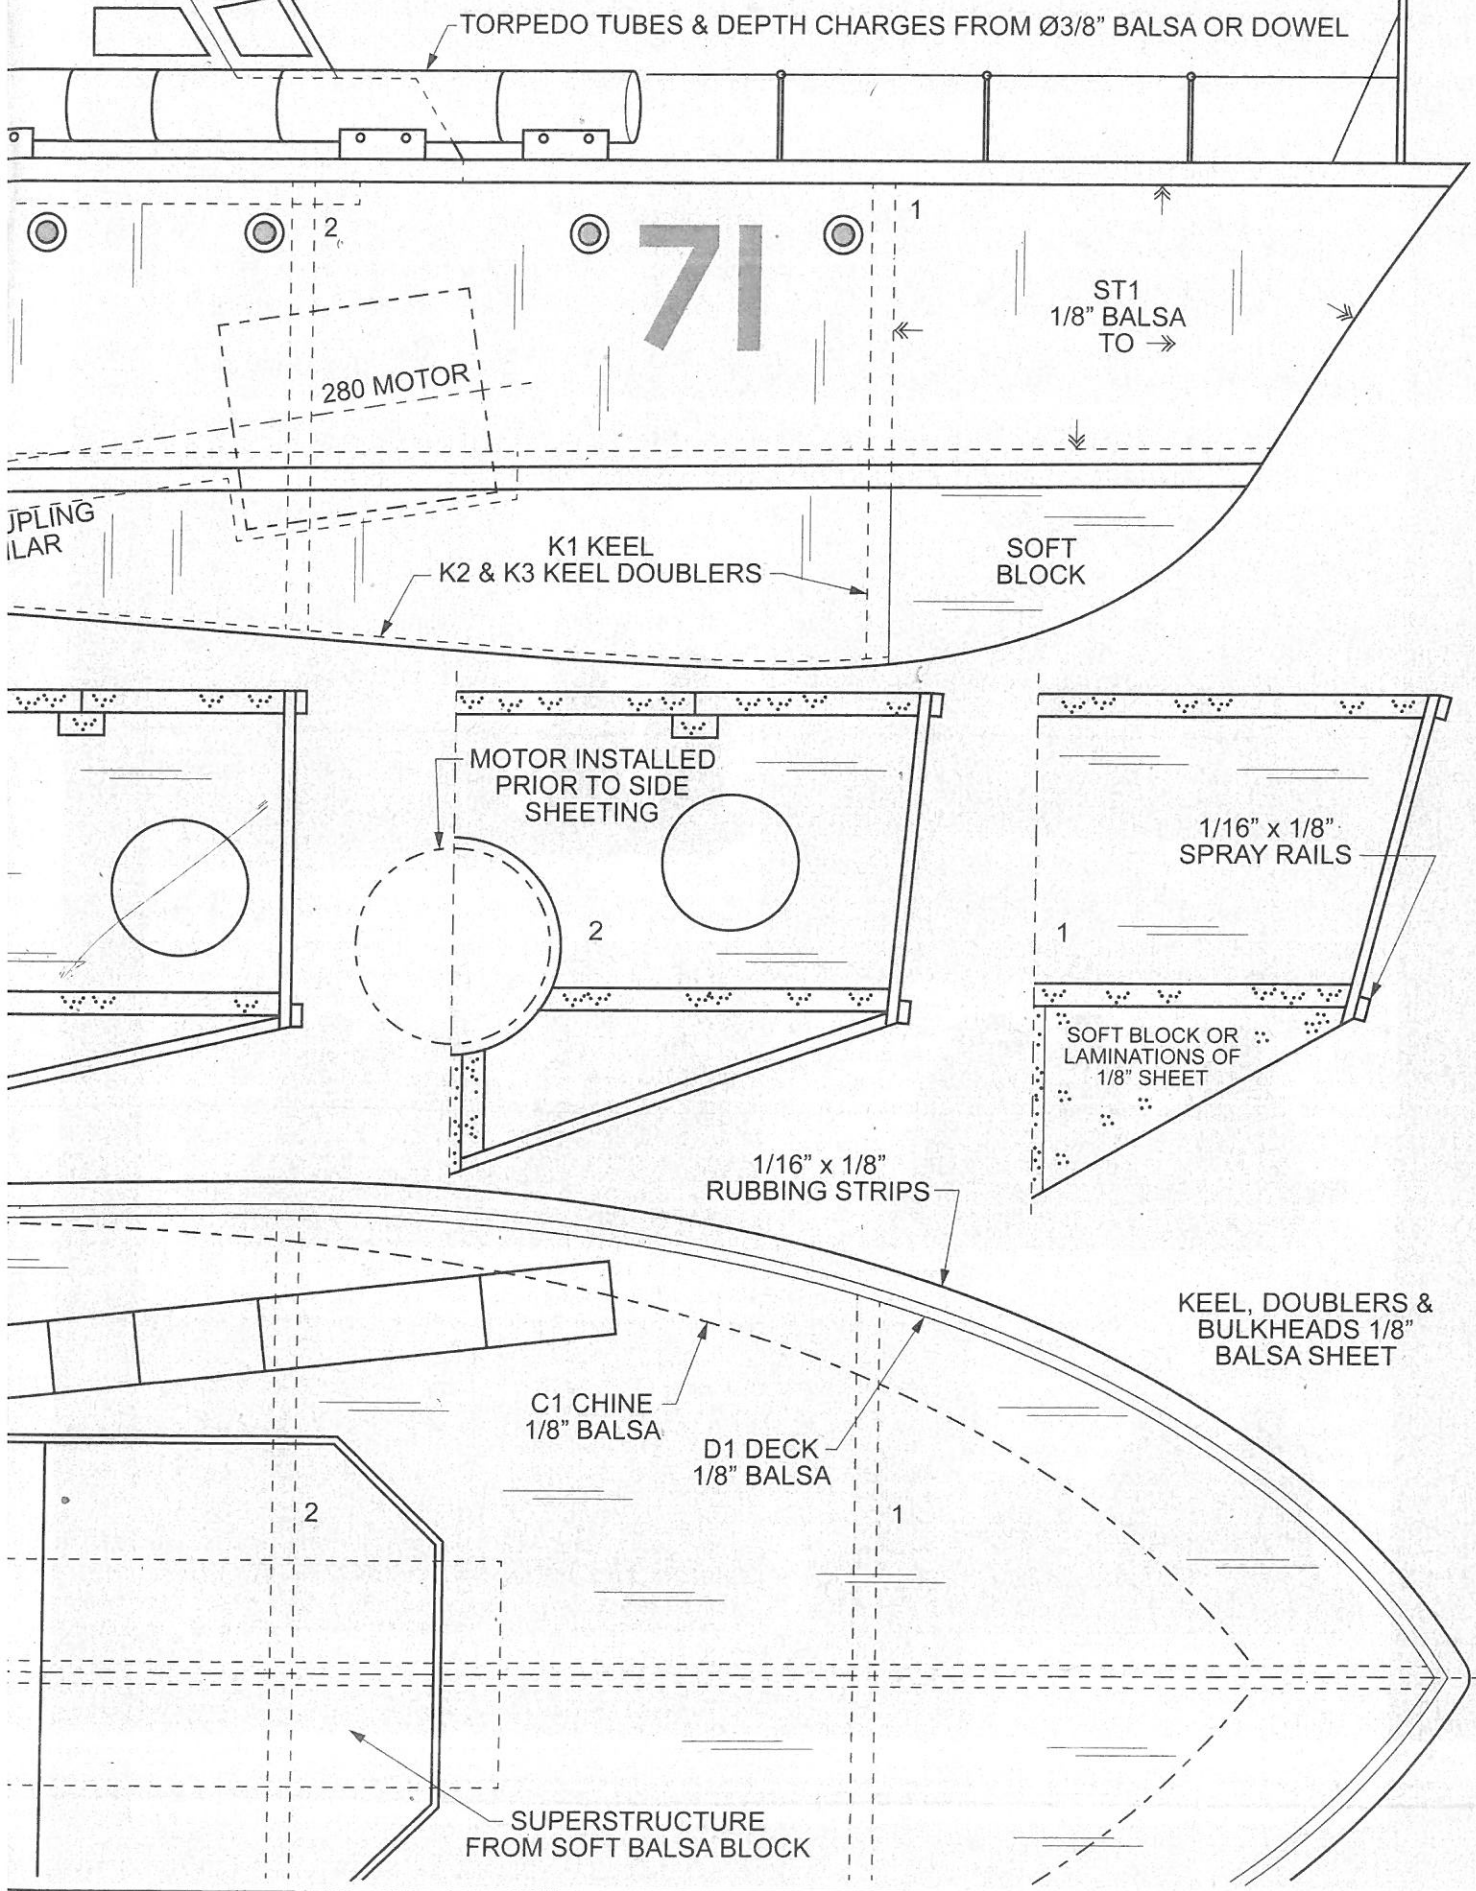 TORPEDO TUBES & DEPTH CHARGES FROM Ø3/8” BALSA OR DOWEL
2
71
1
ST1
1/8” BALSA
TO
280 MOTOR
UPLING
ILAR
K1 KEEL
K2 & K3 KEEL DOUBLERS
SOFT
BLOCK
MOTOR INSTALLED
PRIOR TO SIDE
SHEETING
2
1/16” x 1/8”
SPRAY RAILS
1
SOFT BLOCK OR
LAMINATIONS OF
1/8” SHEET
1/16” x 1/8”
RUBBING STRIPS
KEEL, DOUBLERS &
BULKHEADS 1/8”
BALSA SHEET
C1 CHINE
1/8” BALSA
D1 DECK
1/8” BALSA
2
1
SUPERSTRUCTURE
FROM SOFT BALSA BLOCK